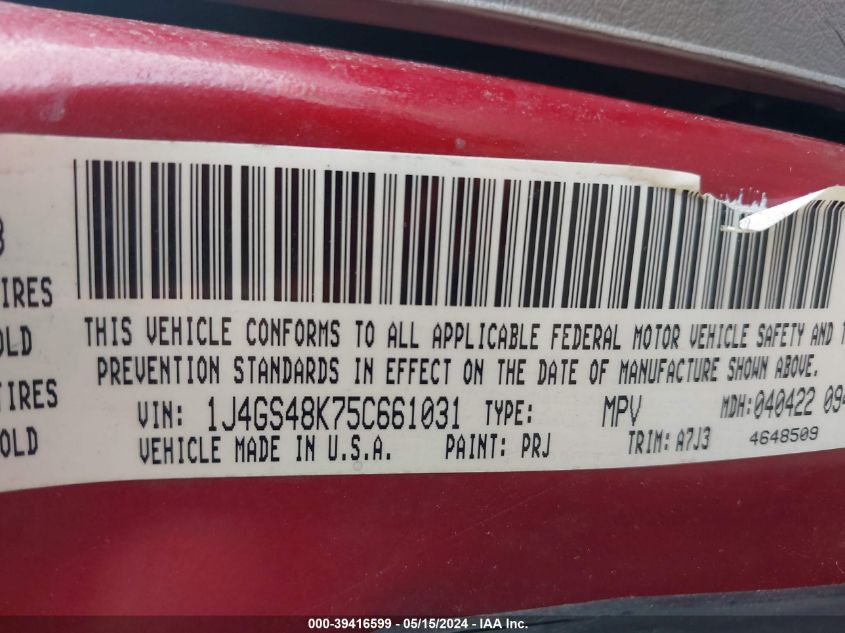 THIS VEHICLE CONFORMS TO ALL APPLICABLE FEDERAL MOTOR VEHICLE SAFETY AND T
PREVENTION STANDARDS IN EFFECT ON THE DATE OF MANUFACTURE SHOWN ABOVE.
VIN: 1J4GS48K75C661031 TYPE: MPV MDH:040422 094
VEHICLE MADE IN U.S.A. PAINT: PRJ TRIM: A7J3 4648509
IRES
OLD
TIRES
OLD
000-39416599 - 05/15/2024 - IAA Inc.